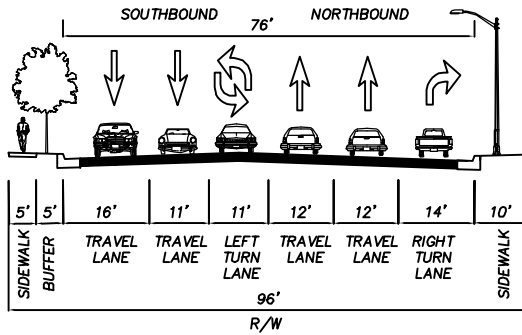 SOUTHBOUND NORTHBOUND
76'
5' 5' 16' 11' 11' 12' 12' 14' 10'
SIDEWALK
BUFFER
TRAVEL LANE
TRAVEL LANE
LEFT TURN LANE
TRAVEL LANE
TRAVEL LANE
RIGHT TURN LANE
SIDEWALK
96'
R/W